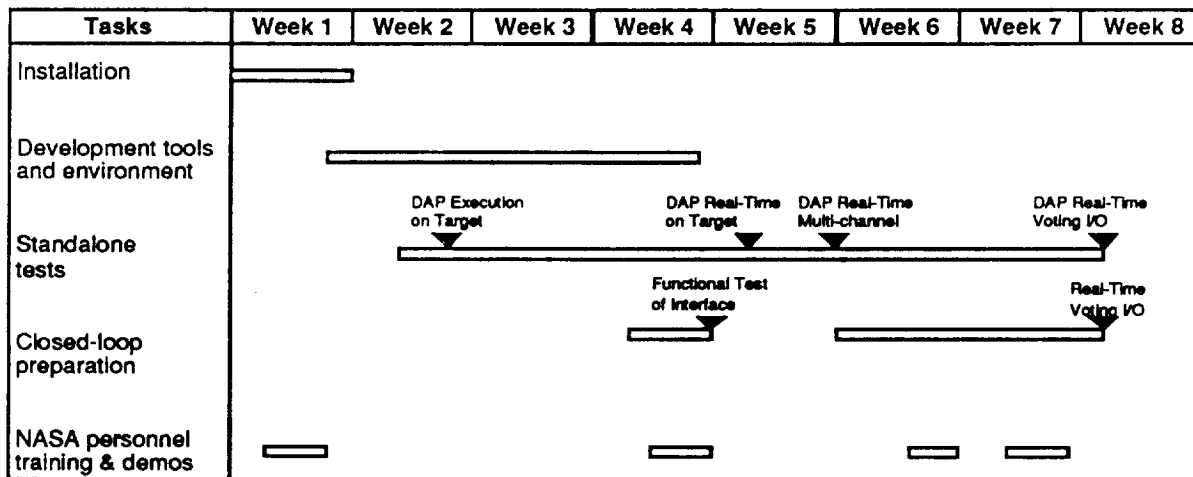 Tasks Week 1 Week 2 Week 3 Week 4 Week 5 Week 6 Week 7 Week 8
Installation
Development tools
and environment
DAP Execution
on Target
DAP Real-Time
on Target
DAP Real-Time
Multi-channel
DAP Real-Time
Voting I/O
Standalone
tests
Functional Test
of Interface
Real-Time
Voting I/O
Closed-loop
preparation
NASA personnel
training & demos